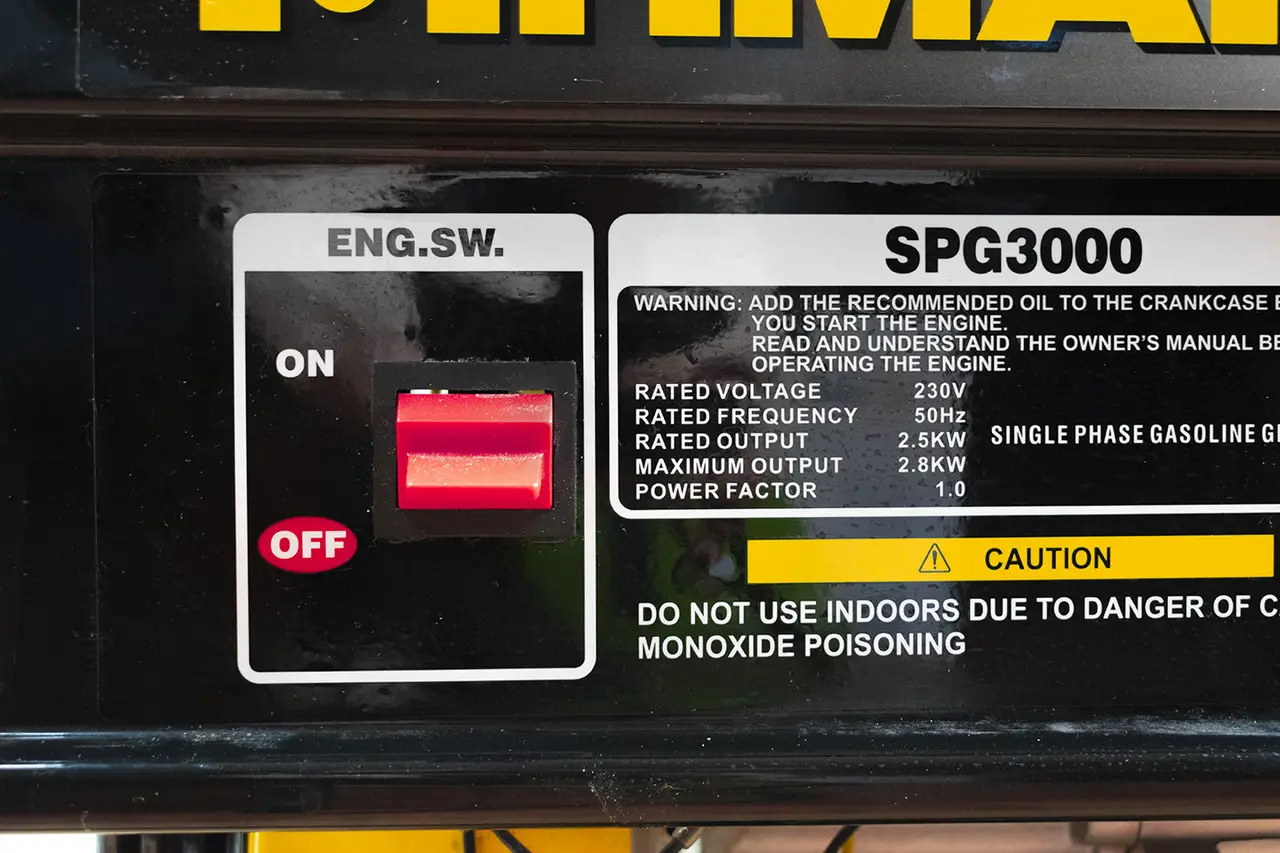 ENG.SW.
ON
OFF
SPG3000
WARNING: ADD THE RECOMMENDED OIL TO THE CRANKCASE
YOU START THE ENGINE.
READ AND UNDERSTAND THE OWNER'S MANUAL
OPERATING THE ENGINE.
RATED VOLTAGE 230V
RATED FREQUENCY 50Hz
RATED OUTPUT 2.5KW
MAXIMUM OUTPUT 2.8KW
POWER FACTOR 1.0
SINGLE PHASE GASOLINE
CAUTION
DO NOT USE INDOORS DUE TO DANGER OF
MONOXIDE POISONING